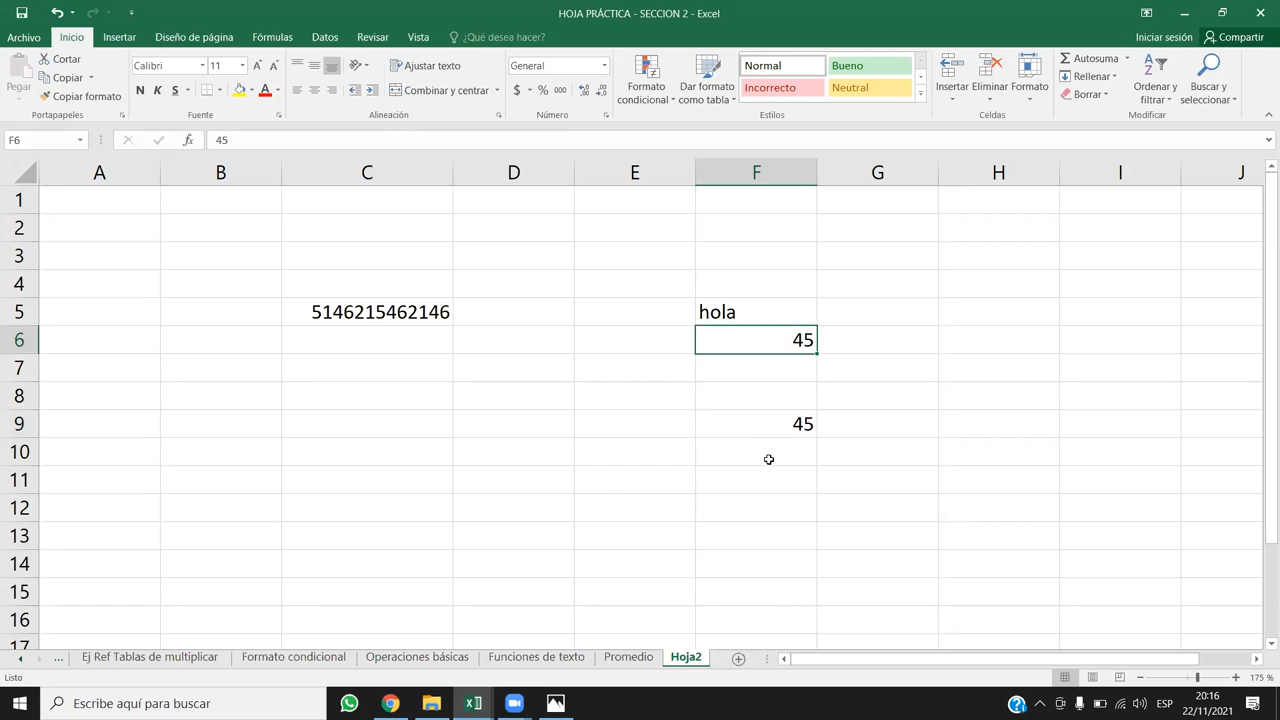 HOJA PRÁCTICA - SECCION 2 - Excel
Archivo Inicio Insertar Diseño de página Fórmulas Datos Revisar Vista ¿Qué desea hacer? Iniciar sesión Compartir
Pegar
Cortar
Copiar
Copiar formato
Portapapeles
Calibri 11
N K S
Fuente
Ajustar texto
Combinar y centrar
Alineación
General
$ % 000
Número
Formato condicional
Dar formato como tabla
Normal Bueno
Incorrecto Neutral
Estilos
Insertar Eliminar Formato
Celdas
Autosuma
Rellenar
Borrar
Ordenar y filtrar
Buscar y seleccionar
Modificar
F6 fx 45
A B C D E F G H I J
1
2
3
4
5 5146215462146 hola
6 45
7
8
9 45
10
11
12
13
14
15
16
17
... Ej Ref Tablas de multiplicar Formato condicional Operaciones básicas Funciones de texto Promedio Hoja2
Listo 175 %
Escribe aquí para buscar ESP 20:16
22/11/2021